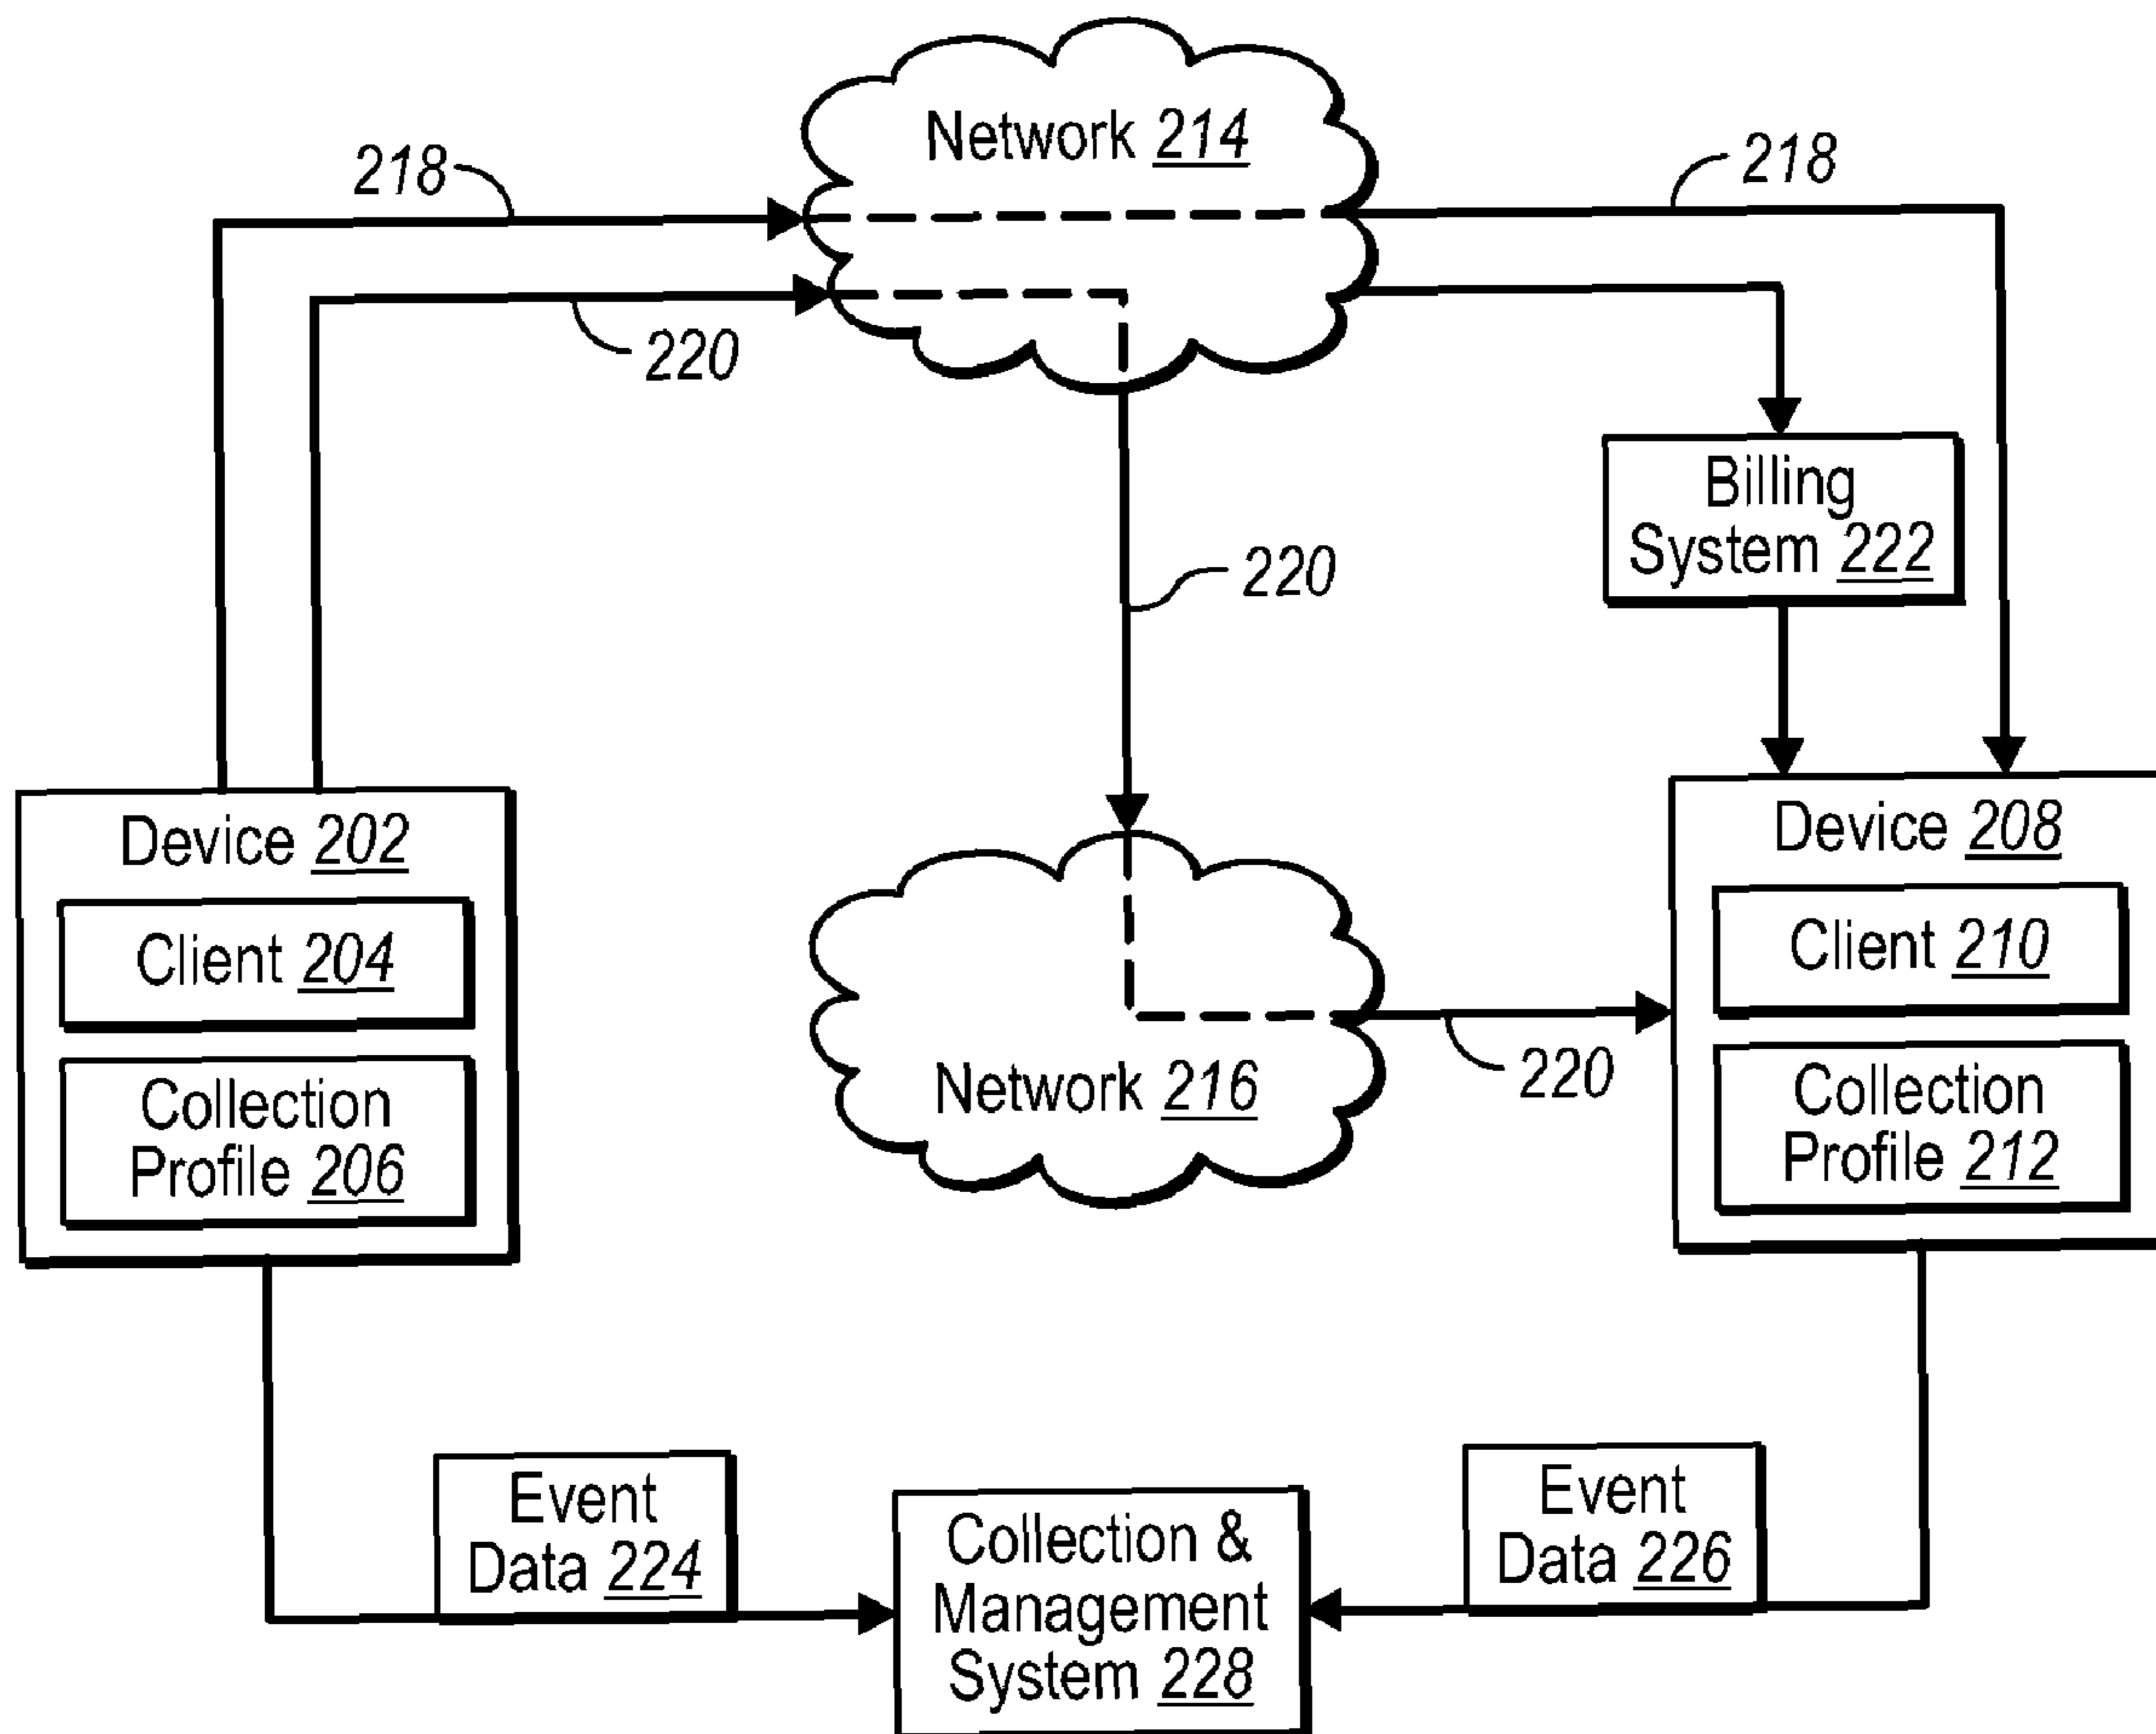 Network 214
218
218
220
Billing
System 222
220
Device 202
Client 204
Collection
Profile 206
Device 208
Client 210
Collection
Profile 212
Network 216
220
Event
Data 224
Collection &
Management
System 228
Event
Data 226